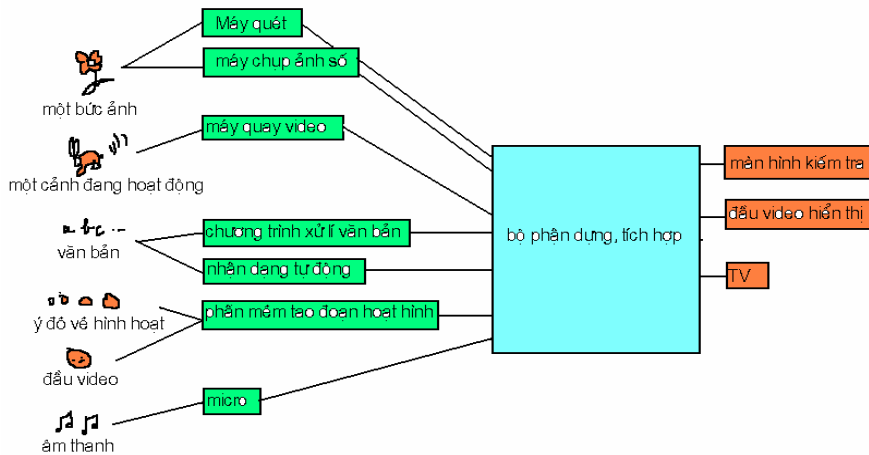 Máy quét
máy chụp ảnh số
một bức ảnh
máy quay video
một cảnh đang hoạt động
a b c ...
văn bản
chương trình xử lí văn bản
nhận dạng tự động
ý đồ về hình hoạt
phần mềm tạo đoạn hoạt hình
đầu video
micro
âm thanh
bộ phận dựng, tích hợp
màn hình kiểm tra
đầu video hiển thị
TV